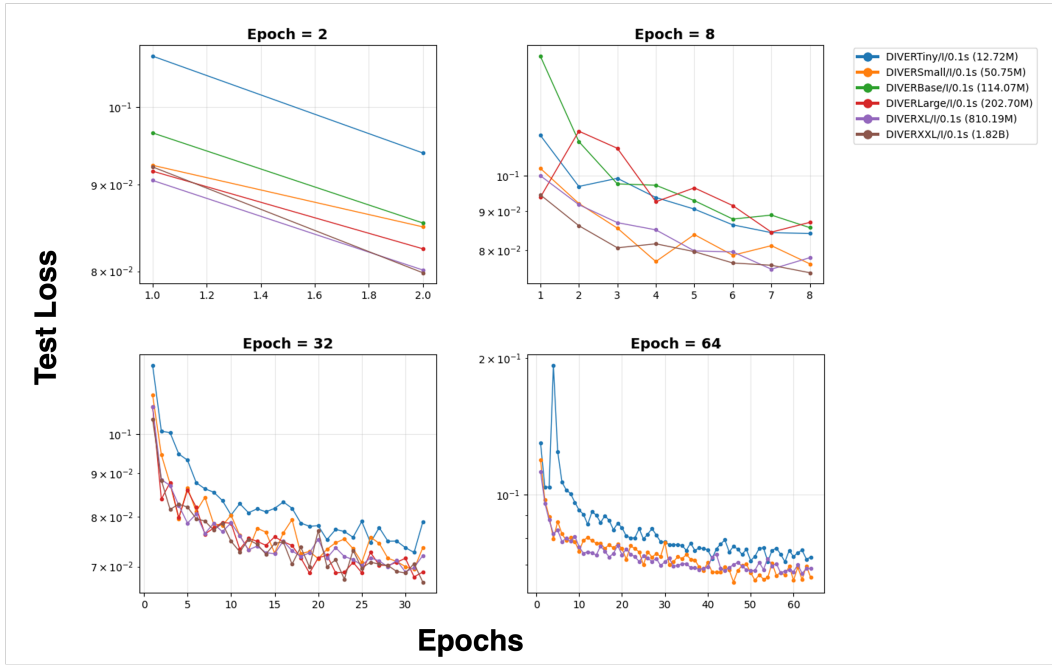 Epoch = 2
10⁻¹
9 × 10⁻²
8 × 10⁻²
1.0 1.2 1.4 1.6 1.8 2.0
Epoch = 8
10⁻¹
9 × 10⁻²
8 × 10⁻²
1 2 3 4 5 6 7 8
DIVERTiny/I/0.1s (12.72M)
DIVERSmall/I/0.1s (50.75M)
DIVERBase/I/0.1s (114.07M)
DIVERLarge/I/0.1s (202.70M)
DIVERXL/I/0.1s (810.19M)
DIVERXXL/I/0.1s (1.82B)
Test Loss
Epoch = 32
10⁻¹
9 × 10⁻²
8 × 10⁻²
7 × 10⁻²
0 5 10 15 20 25 30
Epoch = 64
2 × 10⁻¹
10⁻¹
0 10 20 30 40 50 60
Epochs